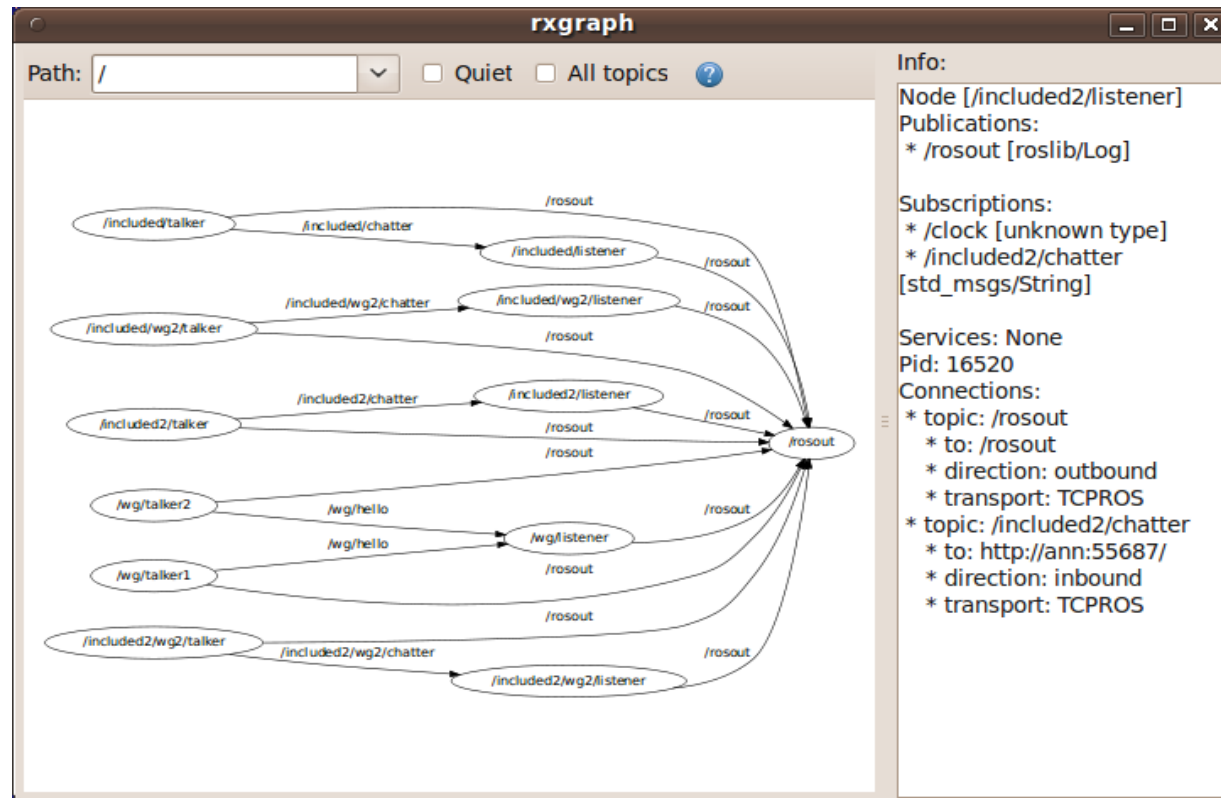 rxgraph
Path: /
Quiet
All topics
?
Info:
Node [/included2/listener]
Publications:
* /rosout [roslib/Log]
Subscriptions:
* /clock [unknown type]
* /included2/chatter
[std_msgs/String]
Services: None
Pid: 16520
Connections:
* topic: /rosout
* to: /rosout
* direction: outbound
* transport: TCPROS
* topic: /included2/chatter
* to: http://ann:55687/
* direction: inbound
* transport: TCPROS
/rosout
/included/talker
/included/chatter
/included/listener
/rosout
/included/wg2/chatter
/included/wg2/listener
/rosout
/included/wg2/talker
/rosout
/included2/chatter
/included2/listener
/rosout
/included2/talker
/rosout
/rosout
/rosout
/wg/talker2
/wg/hello
/rosout
/wg/listener
/wg/hello
/rosout
/wg/talker1
/rosout
/included2/wg2/talker
/included2/wg2/chatter
/rosout
/included2/wg2/listener